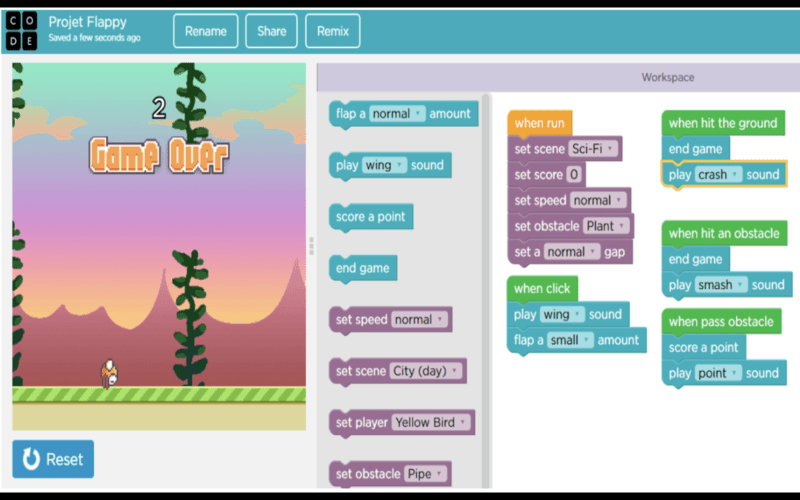 CO
DE
Projet Flappy
Saved a few seconds ago
Rename
Share
Remix
2
Game Over
Reset
Workspace
flap a normal amount
play wing sound
score a point
end game
set speed normal
set scene City (day)
set player Yellow Bird
set obstacle Pipe
when run
set scene Sci-Fi
set score 0
set speed normal
set obstacle Plant
set a normal gap
when click
play wing sound
flap a small amount
when hit the ground
end game
play crash sound
when hit an obstacle
end game
play smash sound
when pass obstacle
score a point
play point sound